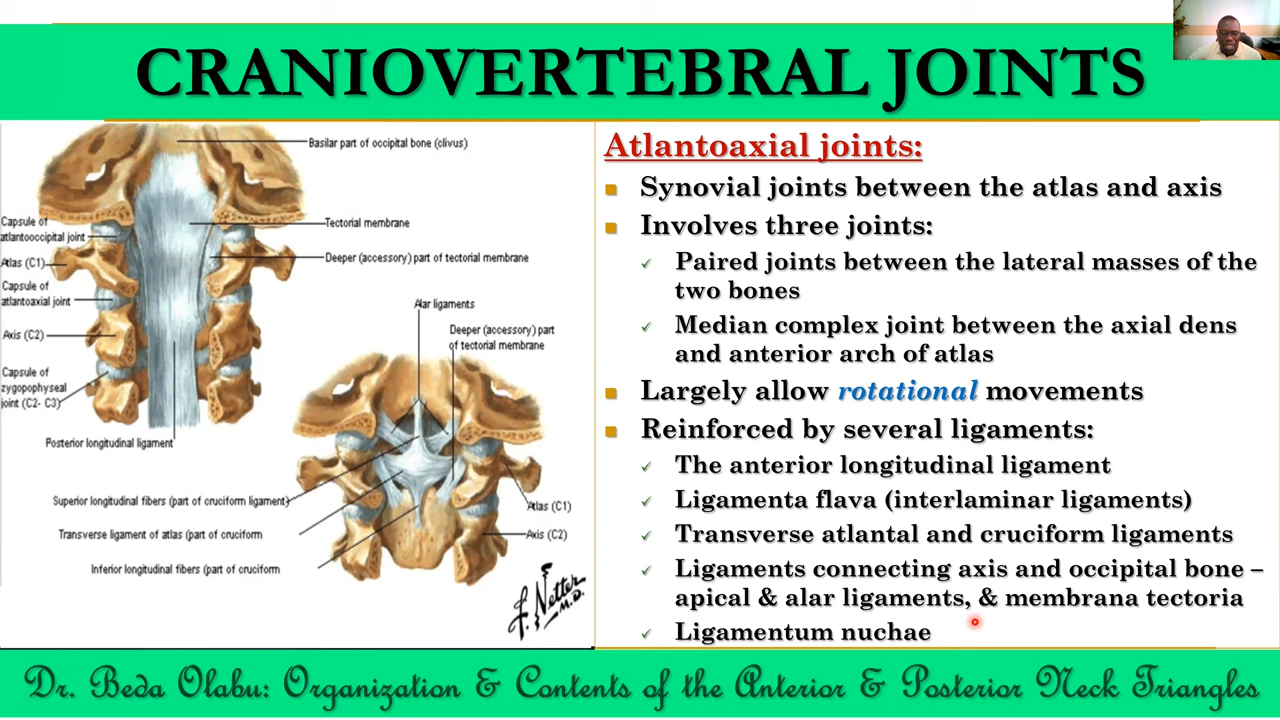 CRANIOVERTEBRAL JOINTS
Basilar part of occipital bone (clivus)
Capsule of
atlantooccipital joint
Tectorial membrane
Atlas (C1)
Deeper (accessory) part of tectorial membrane
Capsule of
atlantoaxial joint
Axis (C2)
Capsule of
zygopophyseal
joint (C2- C3)
Posterior longitudinal ligament
Alar ligaments
Deeper (accessory) part
of tectorial membrane
Superior longitudinal fibers (part of cruciform ligament)
Transverse ligament of atlas (part of cruciform
Inferior longitudinal fibers (part of cruciform
Atlas (C1)
Axis (C2)
F. Netter
M.D.
Atlantoaxial joints:
Synovial joints between the atlas and axis
Involves three joints:
Paired joints between the lateral masses of the
two bones
Median complex joint between the axial dens
and anterior arch of atlas
Largely allow rotational movements
Reinforced by several ligaments:
The anterior longitudinal ligament
Ligamenta flava (interlaminar ligaments)
Transverse atlantal and cruciform ligaments
Ligaments connecting axis and occipital bone –
apical & alar ligaments, & membrana tectoria
Ligamentum nuchae
Dr. Beda Olabu: Organization & Contents of the Anterior & Posterior Neck Triangles